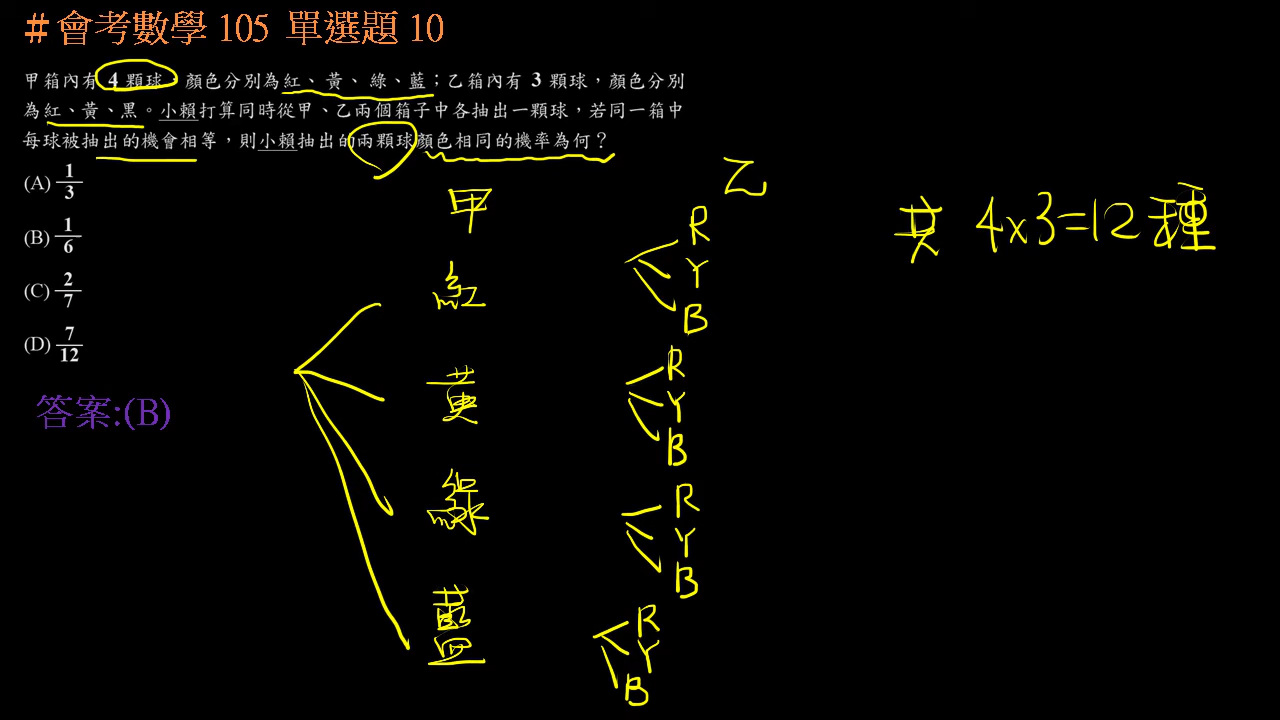 #會考數學 105 單選題 10
甲箱內有 4 顆球，顏色分別為紅、黃、綠、藍；乙箱內有 3 顆球，顏色分別
為紅、黃、黑。小賴打算同時從甲、乙兩個箱子中各抽出一顆球，若同一箱中
每球被抽出的機會相等，則小賴抽出的兩顆球顏色相同的機率為何？
(A) 1/3
(B) 1/6
(C) 2/7
(D) 7/12
答案:(B)
甲
乙
共 4×3=12種
紅
R
Y
B
黃
R
Y
B
綠
R
Y
B
藍
R
Y
B